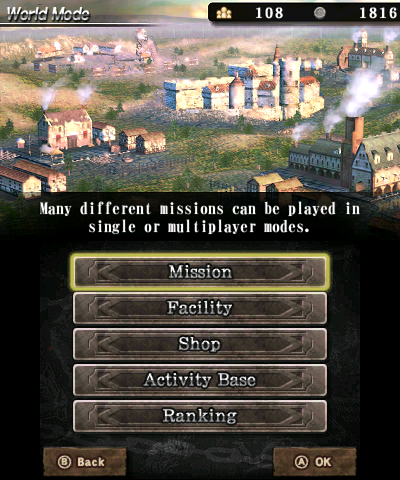 World Mode
108
1816
Many different missions can be played in
single or multiplayer modes.
Mission
Facility
Shop
Activity Base
Ranking
B Back
A OK